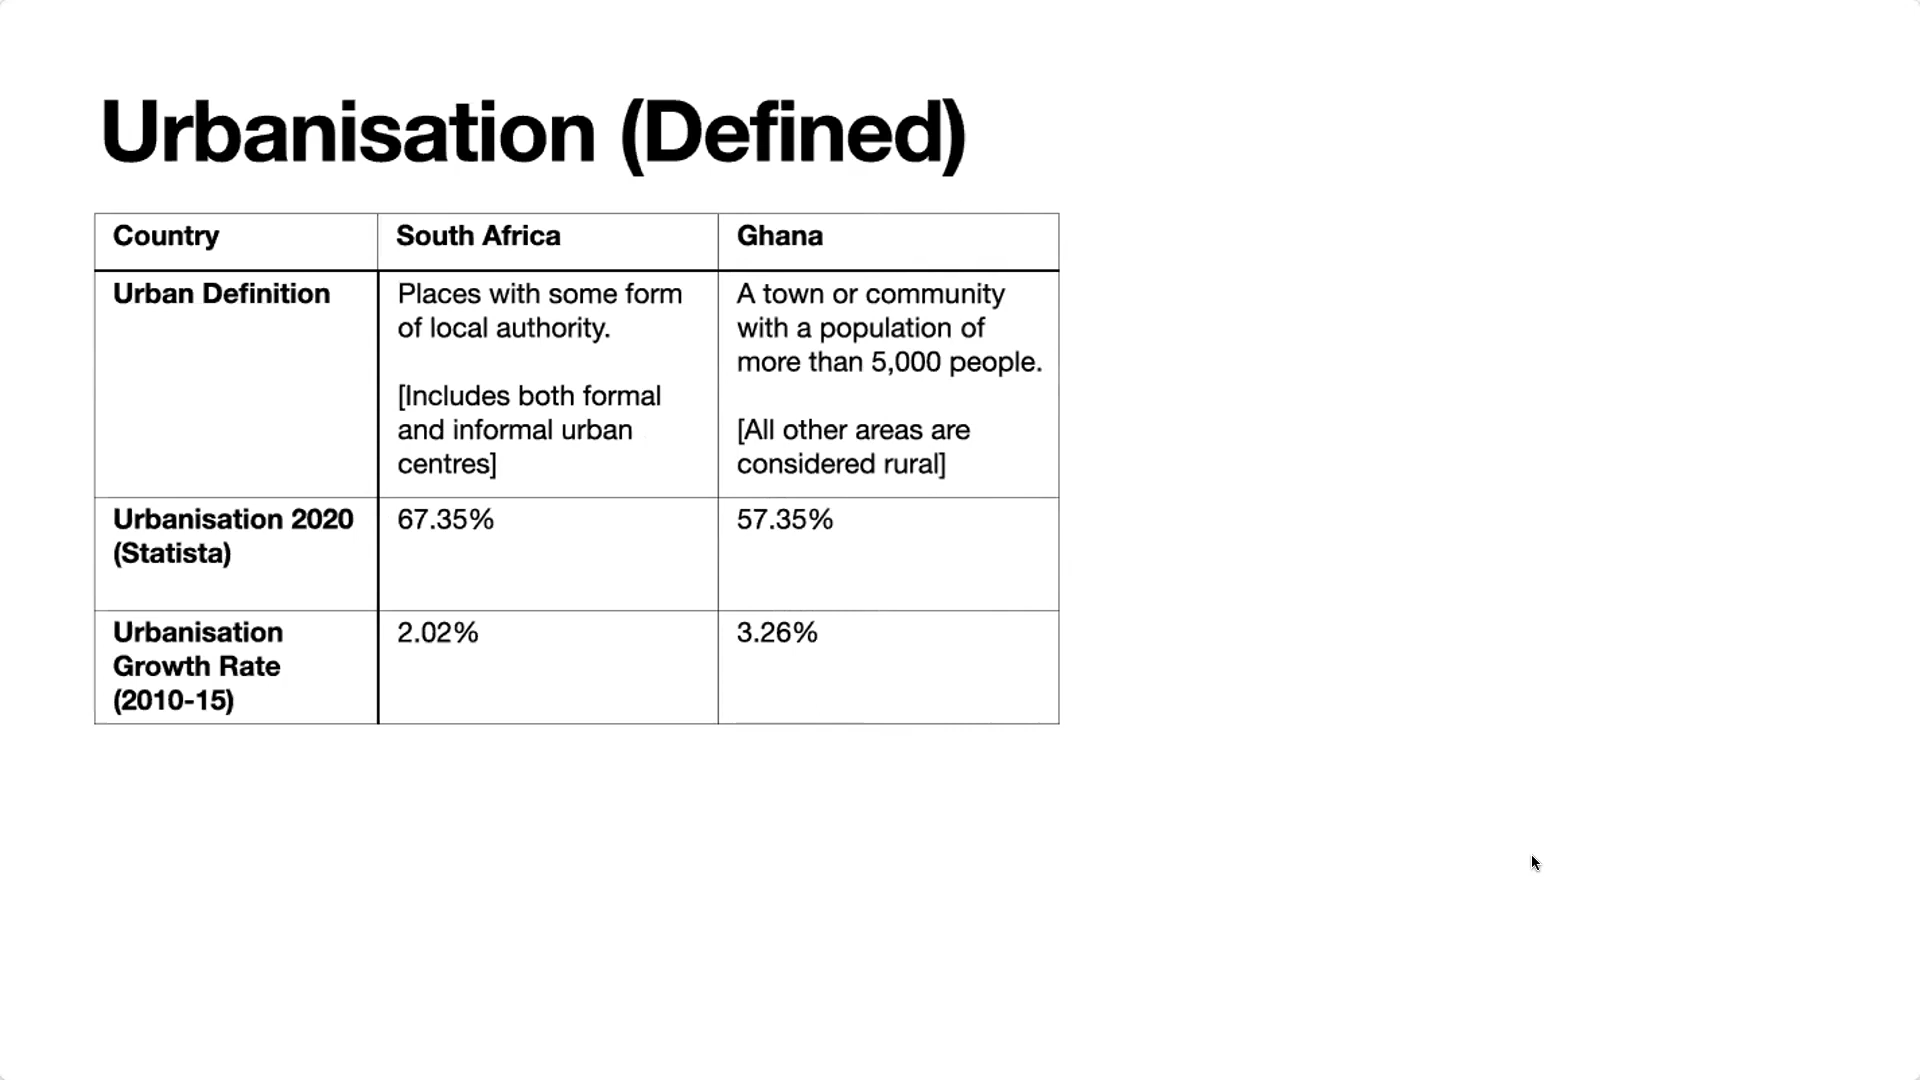 Urbanisation (Defined)
Country
South Africa
Ghana
Urban Definition
Places with some form
of local authority.
[Includes both formal
and informal urban
centres]
A town or community
with a population of
more than 5,000 people.
[All other areas are
considered rural]
Urbanisation 2020
(Statista)
67.35%
57.35%
Urbanisation
Growth Rate
(2010-15)
2.02%
3.26%